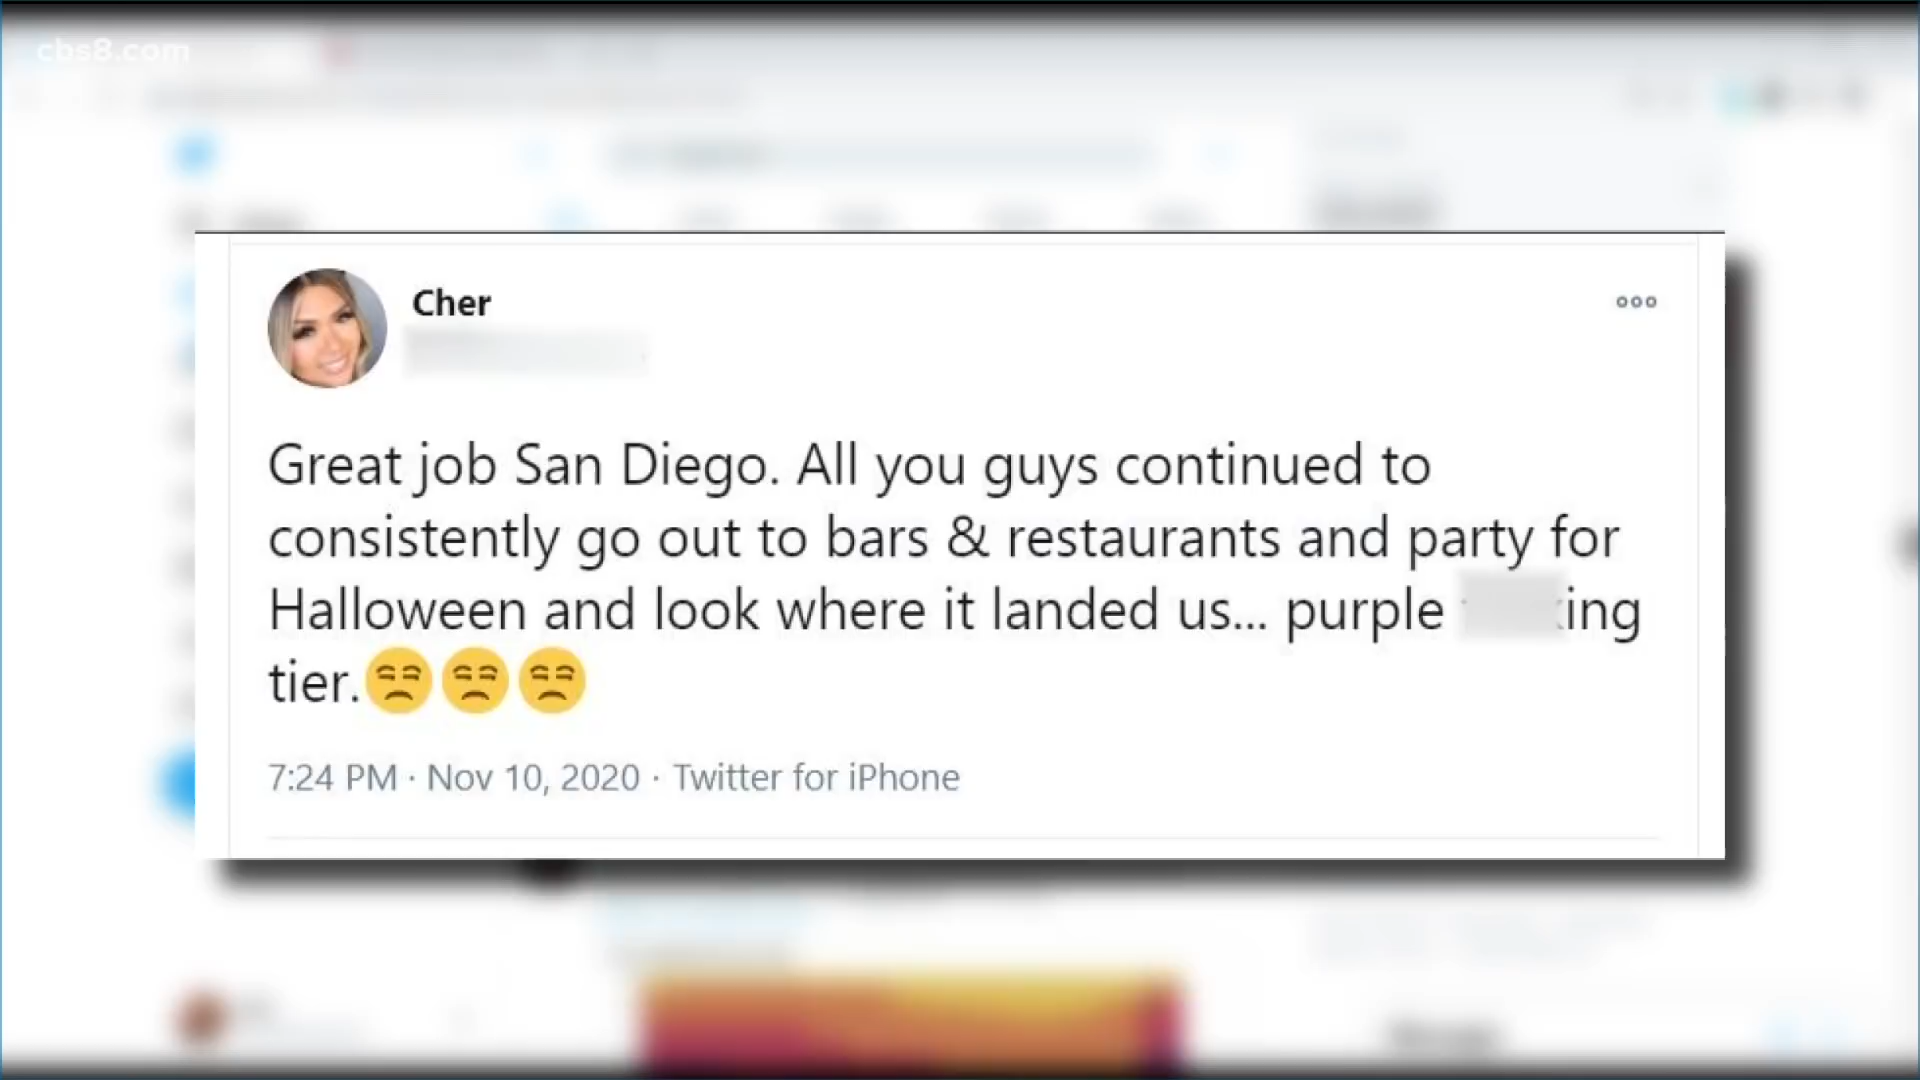 cbs8.com
Cher
Great job San Diego. All you guys continued to
consistently go out to bars & restaurants and party for
Halloween and look where it landed us... purple ing
tier.😒😒😒
7:24 PM · Nov 10, 2020 · Twitter for iPhone